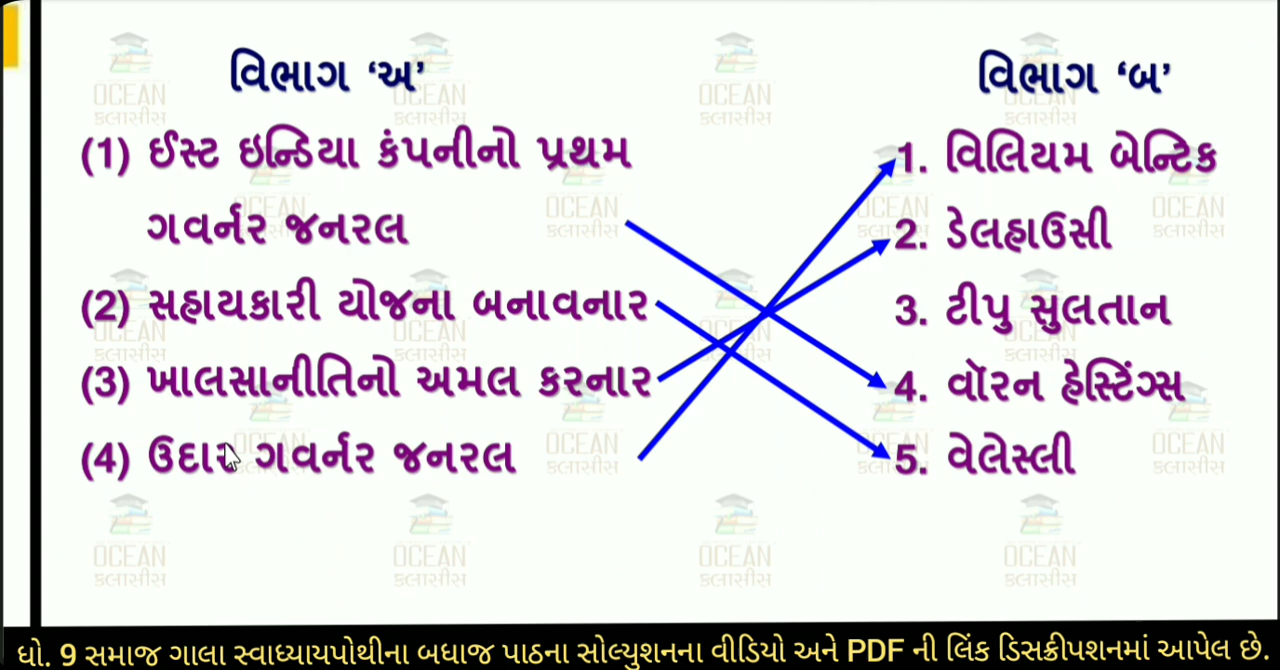 વિભાગ ‘અ’
વિભાગ ‘બ’
(1) ઈસ્ટ ઇન્ડિયા કંપનીનો પ્રથમ
ગવર્નર જનરલ
(2) સહાયકારી યોજના બનાવનાર
(3) ખાલસાનીતિનો અમલ કરનાર
(4) ઉદાર ગવર્નર જનરલ
1. વિલિયમ બેન્ટિક
2. ડેલહાઉસી
3. ટીપુ સુલતાન
4. વૉરન હેસ્ટિંગ્સ
5. વેલેસ્લી
OCEAN
ક્લાસીસ
ધો. 9 સમાજ ગાલા સ્વાધ્યાયપોથીના બધાજ પાઠના સોલ્યુશનના વીડિયો અને PDF ની લિંક ડિસક્રીપશનમાં આપેલ છે.